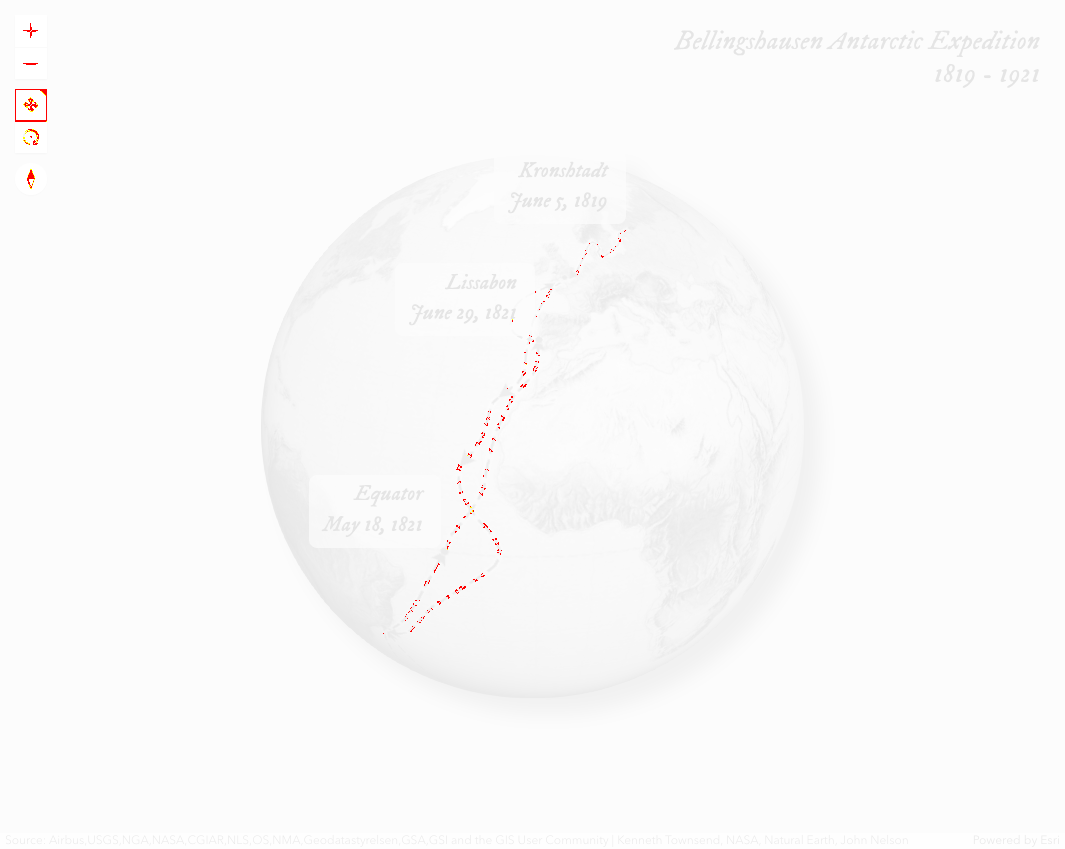 Bellingshausen Antarctic Expedition
1819 - 1921
Kronshtadt
June 5, 1819
Lissabon
June 29, 1821
Equator
May 18, 1821
Source: Airbus,USGS,NGA,NASA,CGIAR,NLS,OS,NMA,Geodatastyrelsen,GSA,GSI and the GIS User Community | Kenneth Townsend, NASA, Natural Earth, John Nelson
Powered by Esri